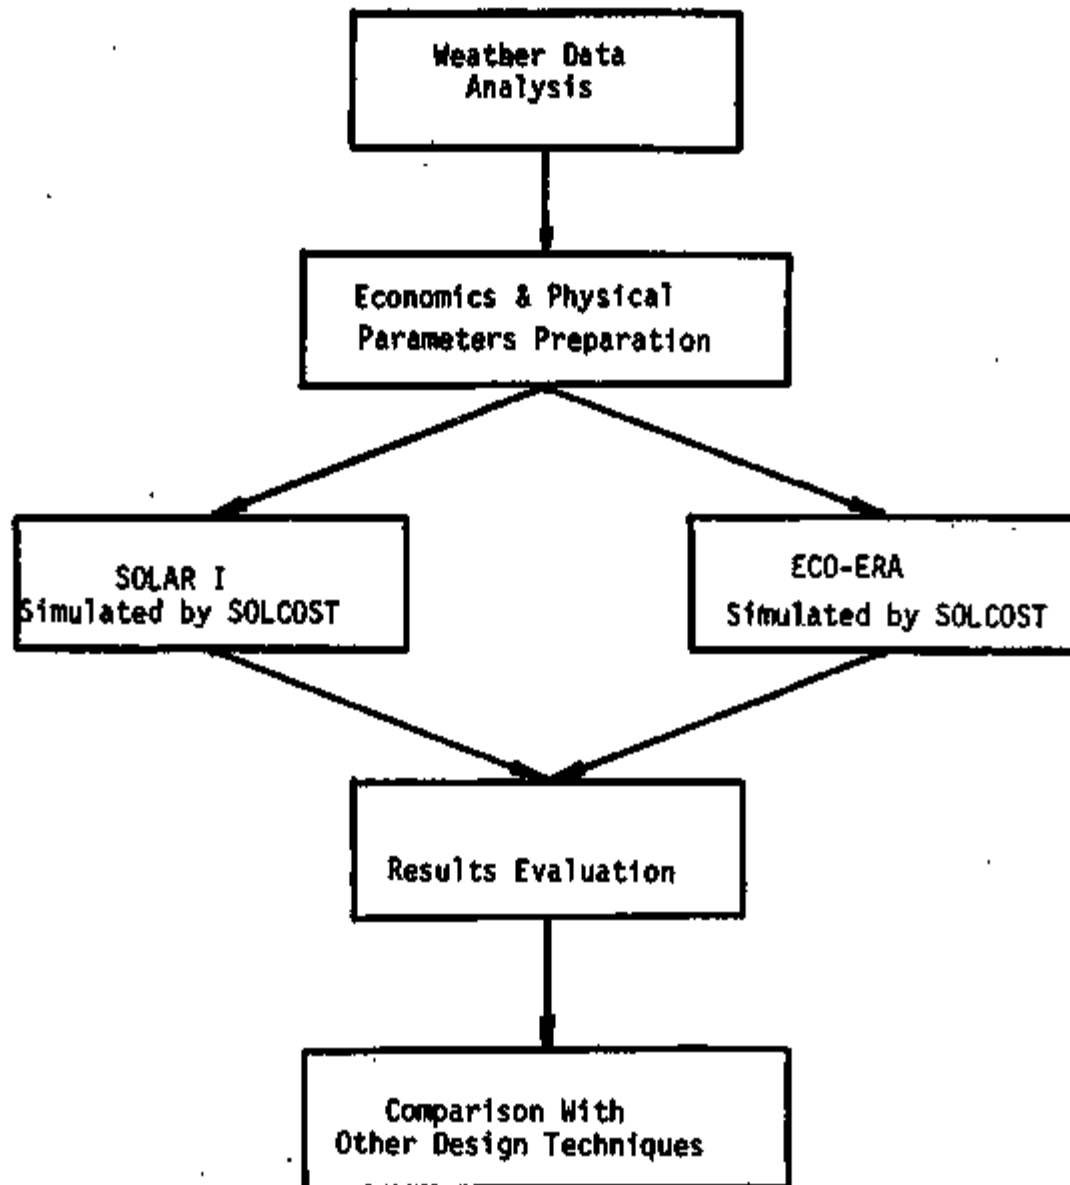 Weather Data
Analysis
Economics & Physical
Parameters Preparation
SOLAR I
Simulated by SOLCOST
ECO-ERA
Simulated by SOLCOST
Results Evaluation
Comparison With
Other Design Techniques